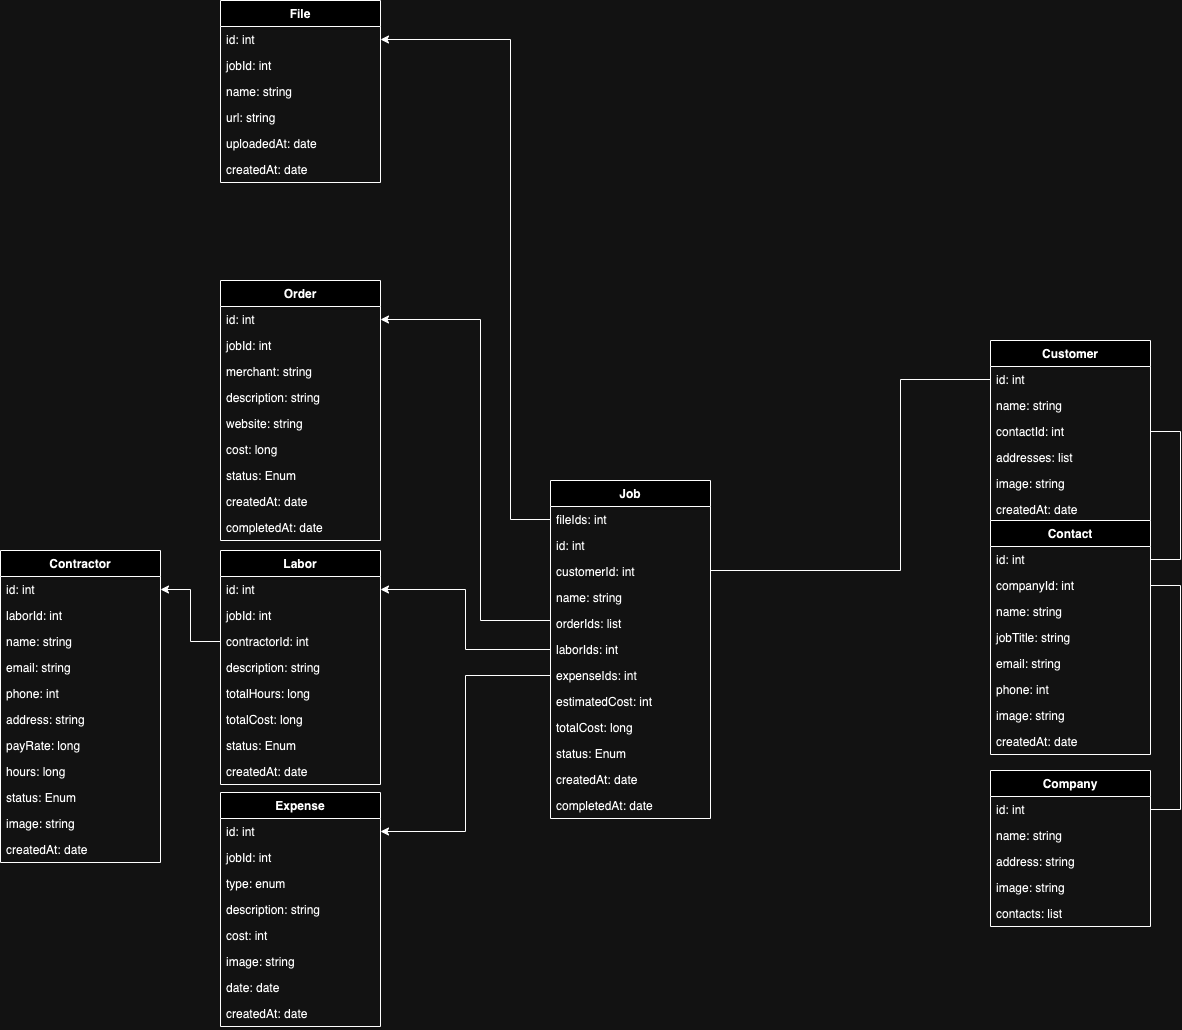 File
id: int
jobId: int
name: string
url: string
uploadedAt: date
createdAt: date
Order
id: int
jobId: int
merchant: string
description: string
website: string
cost: long
status: Enum
createdAt: date
completedAt: date
Contractor
id: int
laborId: int
name: string
email: string
phone: int
address: string
payRate: long
hours: long
status: Enum
image: string
createdAt: date
Labor
id: int
jobId: int
contractorId: int
description: string
totalHours: long
totalCost: long
status: Enum
createdAt: date
Expense
id: int
jobId: int
type: enum
description: string
cost: int
image: string
date: date
createdAt: date
Job
fileIds: int
id: int
customerId: int
name: string
orderIds: list
laborIds: int
expenseIds: int
estimatedCost: int
totalCost: long
status: Enum
createdAt: date
completedAt: date
Customer
id: int
name: string
contactId: int
addresses: list
image: string
createdAt: date
Contact
id: int
companyId: int
name: string
jobTitle: string
email: string
phone: int
image: string
createdAt: date
Company
id: int
name: string
address: string
image: string
contacts: list